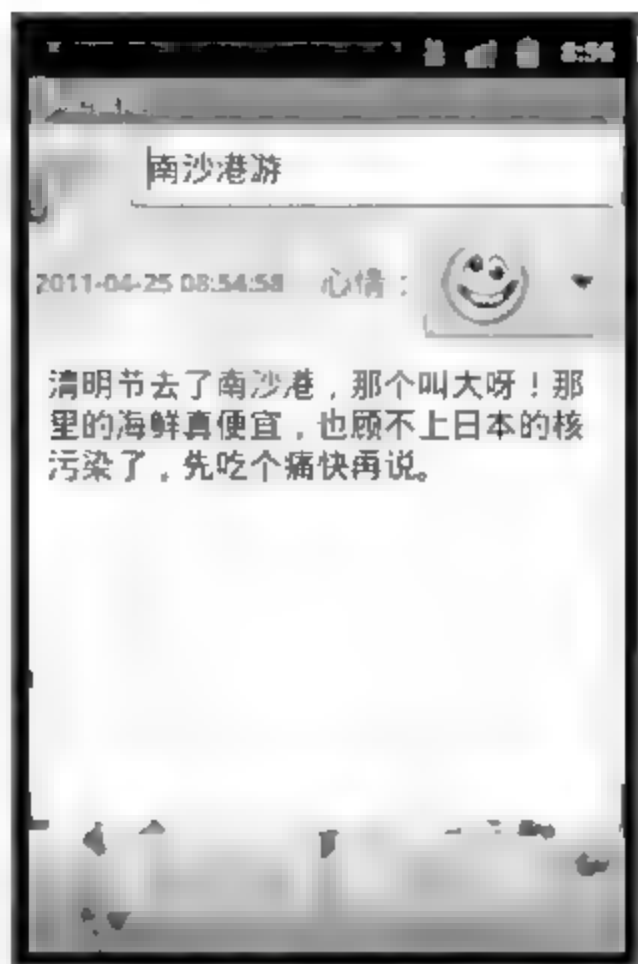 8:56
南沙港游
2011-04-25 08:54:58 心情：
清明节去了南沙港，那个叫大呀！那
里的海鲜真便宜，也顾不上日本的核
污染了，先吃个痛快再说。